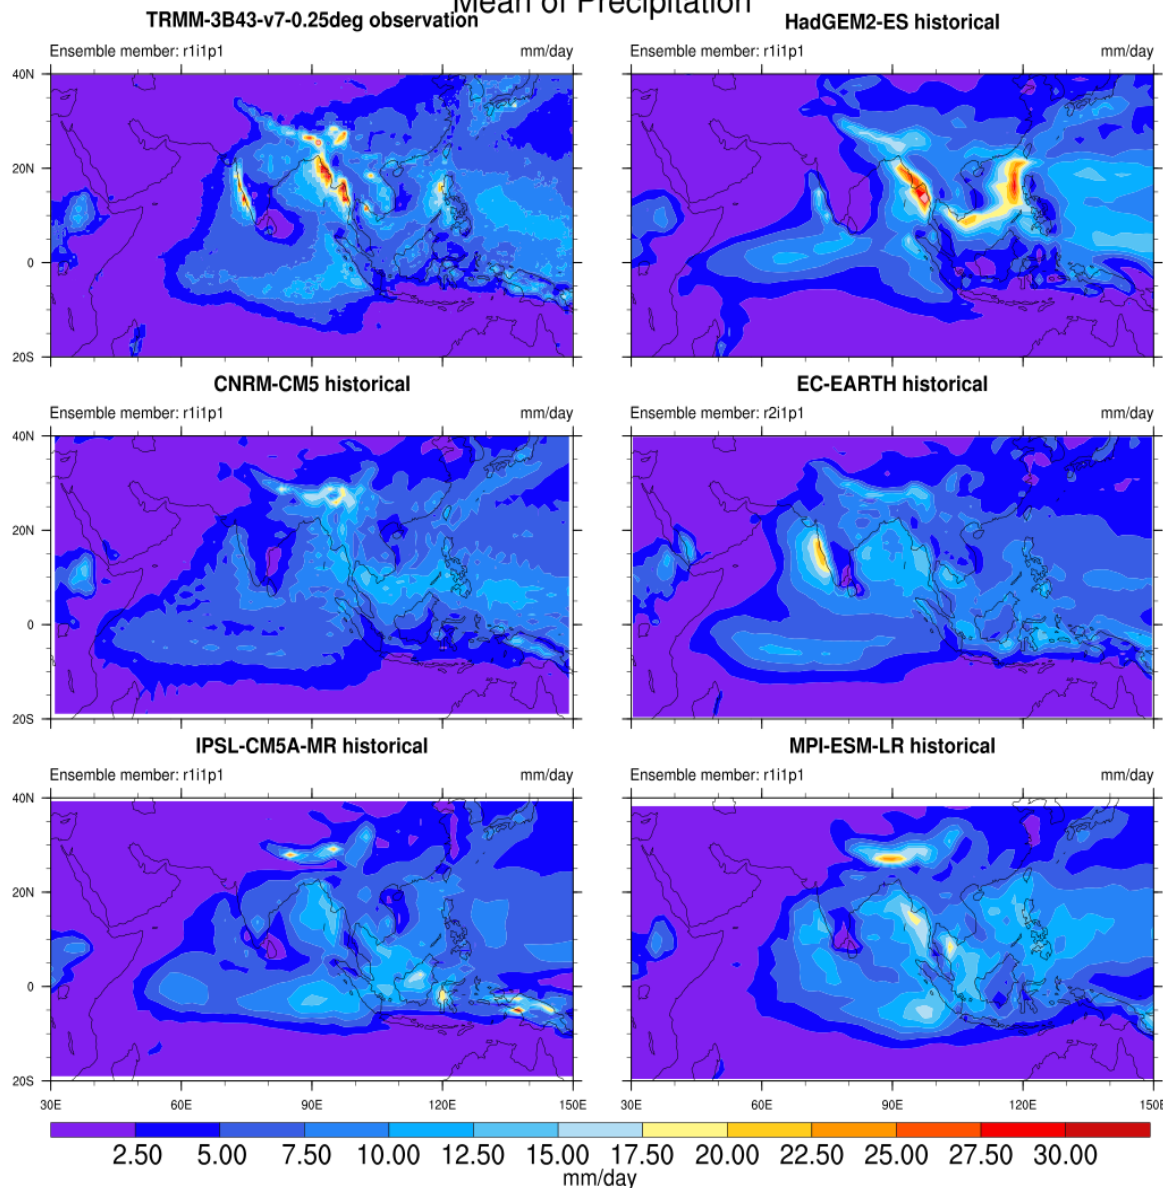 Mean of Precipitation
TRMM-3B43-v7-0.25deg observation
HadGEM2-ES historical
Ensemble member: r1i1p1 mm/day
Ensemble member: r1i1p1 mm/day
40N
20N
0
20S
CNRM-CM5 historical
EC-EARTH historical
Ensemble member: r1i1p1 mm/day
Ensemble member: r2i1p1 mm/day
40N
20N
0
20S
IPSL-CM5A-MR historical
MPI-ESM-LR historical
Ensemble member: r1i1p1 mm/day
Ensemble member: r1i1p1 mm/day
40N
20N
0
20S
30E 60E 90E 120E 150E
30E 60E 90E 120E 150E
2.50 5.00 7.50 10.00 12.50 15.00 17.50 20.00 22.50 25.00 27.50 30.00
mm/day